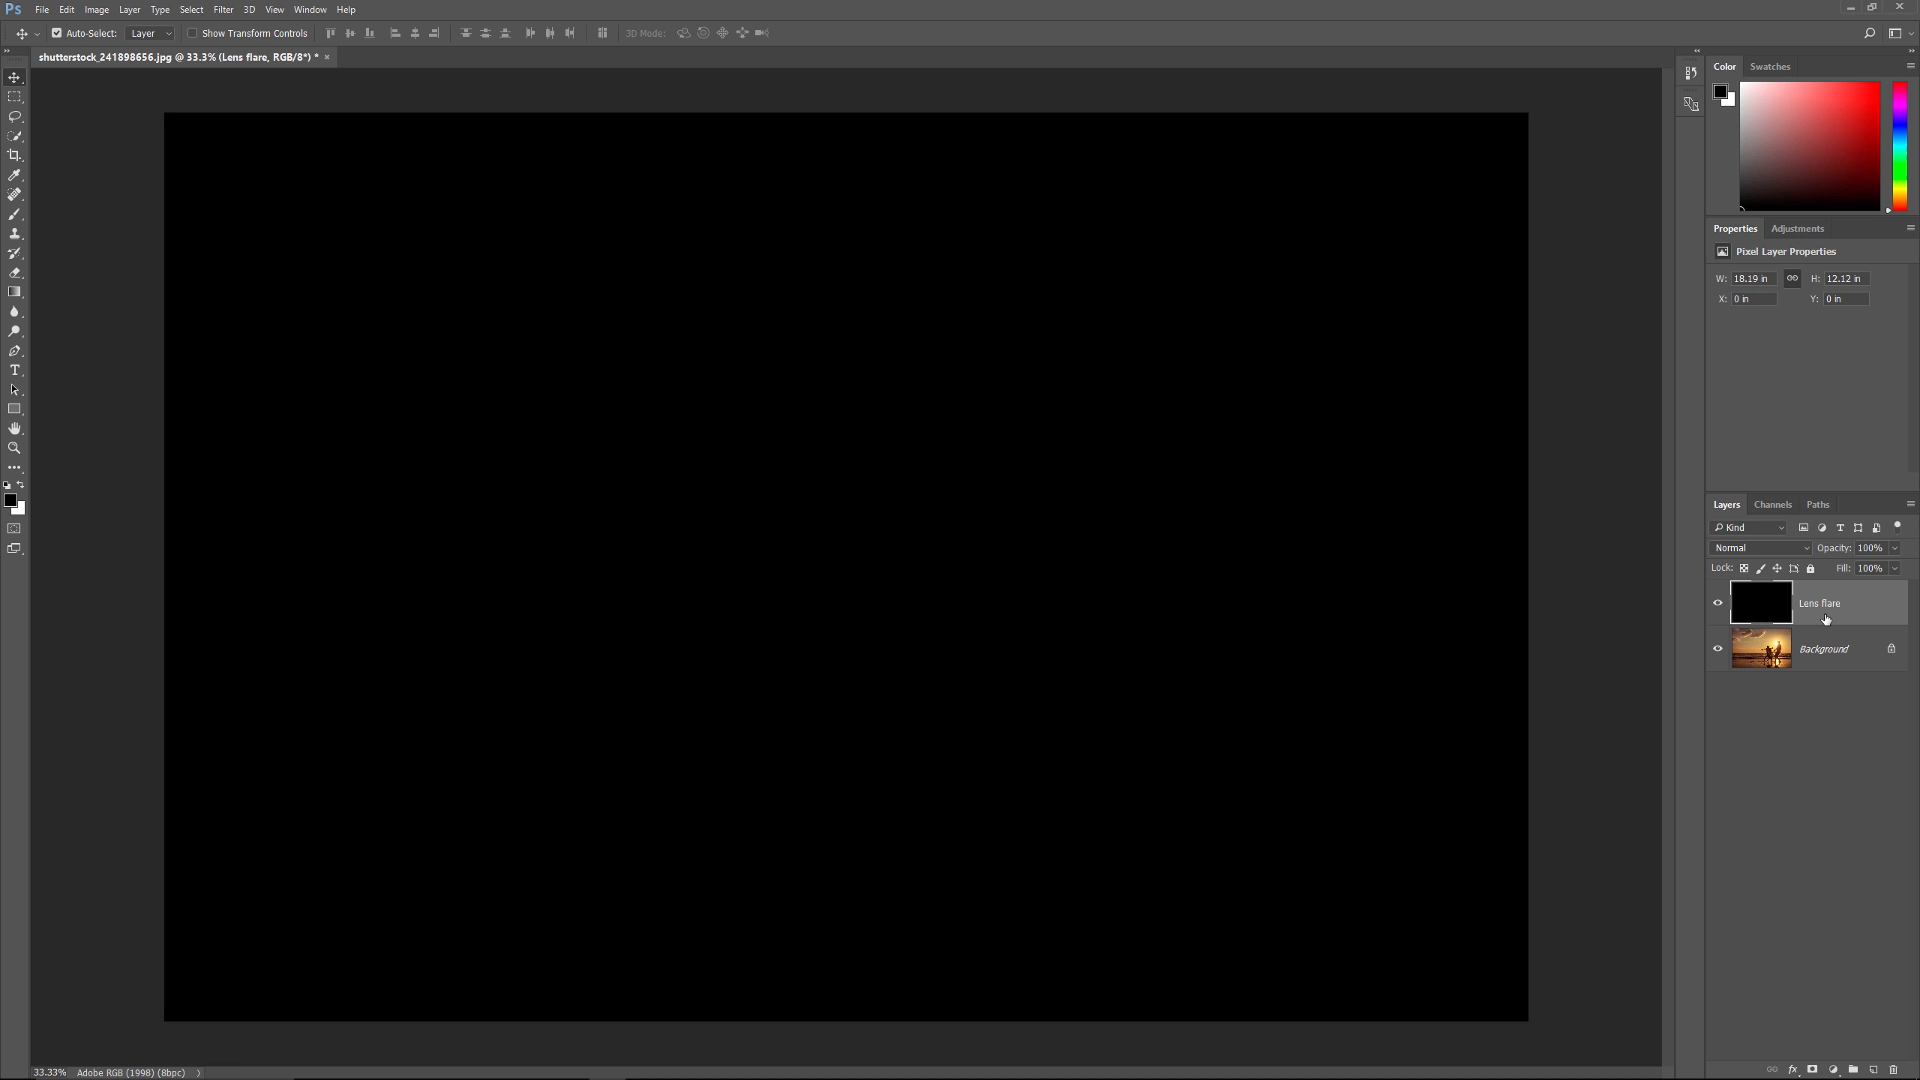 Ps File Edit Image Layer Type Select Filter 3D View Window Help
Auto-Select: Layer Show Transform Controls 3D Mode:
shutterstock_241898656.jpg @ 33.3% (Lens flare, RGB/8*) * ×
Color Swatches
Properties Adjustments
Pixel Layer Properties
W: 18.19 in H: 12.12 in
X: 0 in Y: 0 in
Layers Channels Paths
Kind
Normal Opacity: 100%
Lock: Fill: 100%
Lens flare
Background
33.33% Adobe RGB (1998) (8bpc)